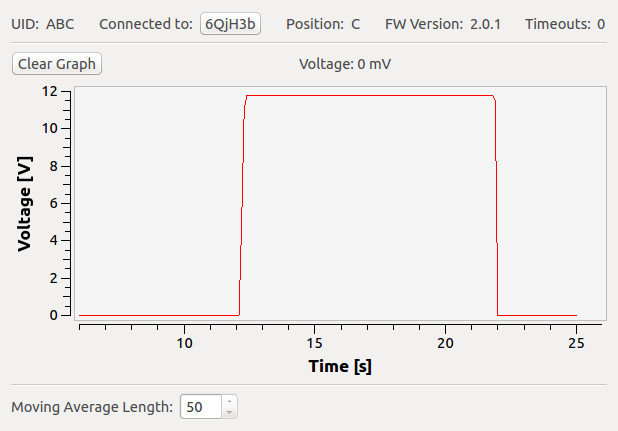 UID: ABC Connected to: 6QjH3b Position: C FW Version: 2.0.1 Timeouts: 0
Clear Graph Voltage: 0 mV
12
10
8
6
4
2
0
Voltage [V]
10 15 20 25
Time [s]
Moving Average Length: 50